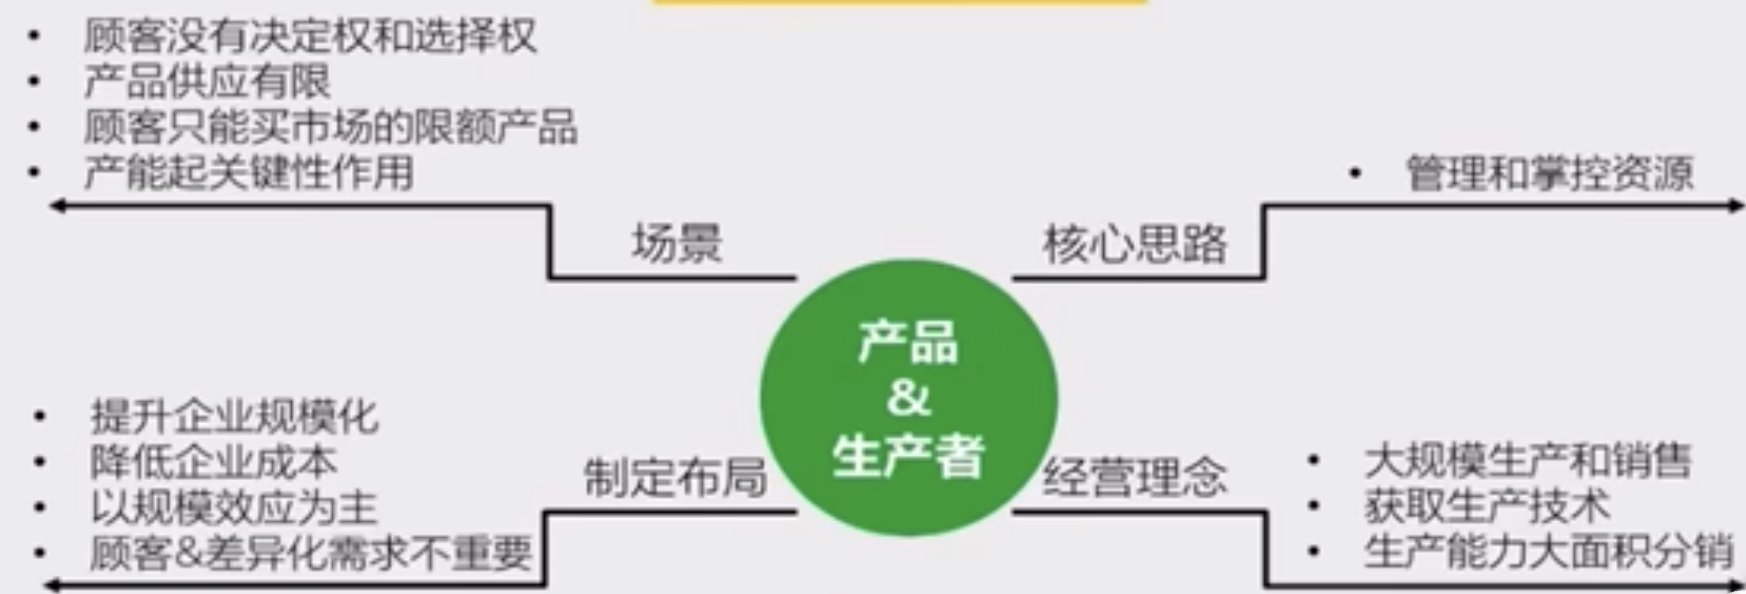 • 顾客没有决定权和选择权
• 产品供应有限
• 顾客只能买市场的限额产品
• 产能起关键性作用
场景
• 管理和掌控资源
核心思路
产品
&
生产者
• 提升企业规模化
• 降低企业成本
• 以规模效应为主
• 顾客&差异化需求不重要
制定布局
经营理念
• 大规模生产和销售
• 获取生产技术
• 生产能力大面积分销